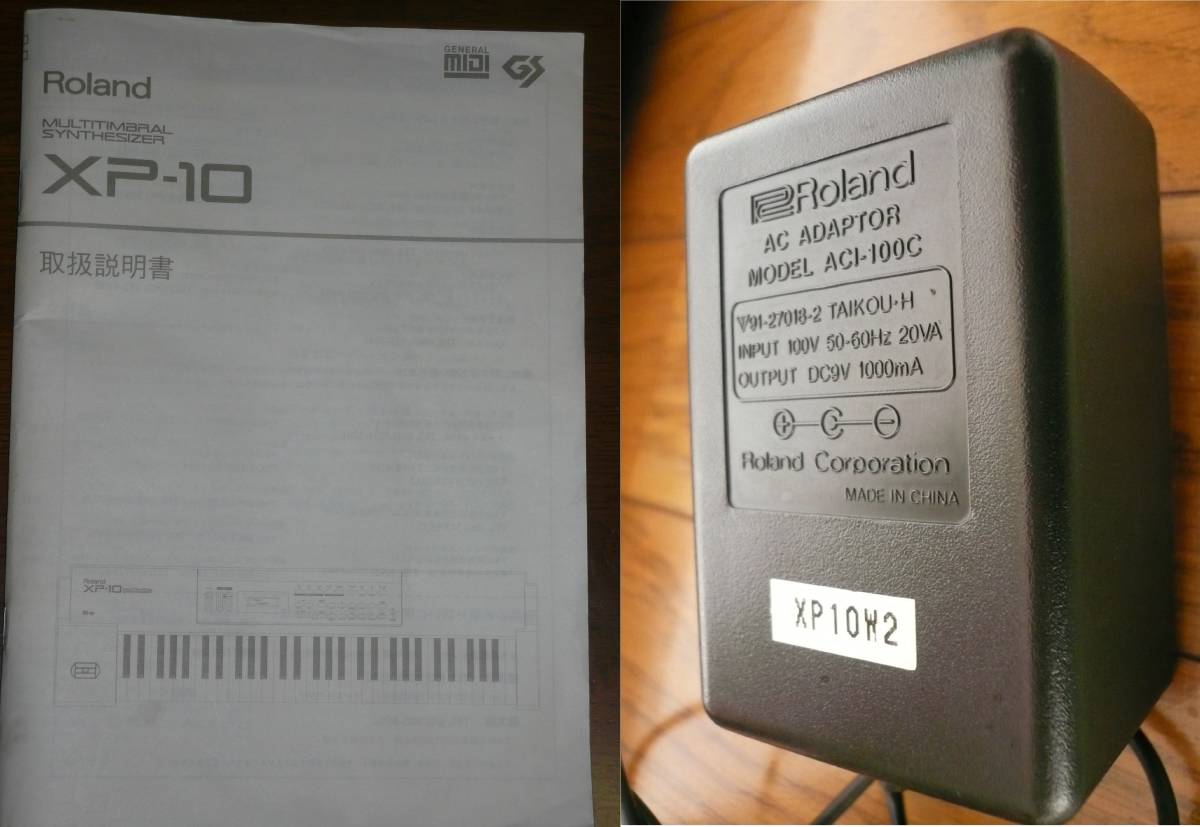 GENERAL
MIDI GS
Roland
MULTITIMBRAL
SYNTHESIZER
XP-10
取扱説明書
Roland
XP-10
Roland
AC ADAPTOR
MODEL ACI-100C
91-27018-2 TAIKOU-H
INPUT 100V 50-60Hz 20VA
OUTPUT DC9V 1000mA
Roland Corporation
MADE IN CHINA
XP10W2